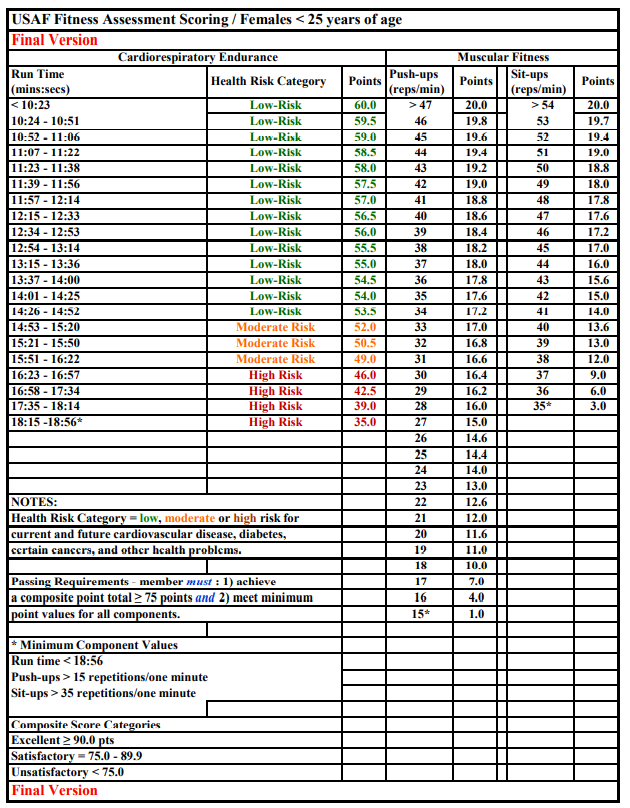 USAF Fitness Assessment Scoring / Females < 25 years of age
Final Version
Cardiorespiratory Endurance Muscular Fitness
Run Time (mins:secs) Health Risk Category Points Push-ups (reps/min) Points Sit-ups (reps/min) Points
< 10:23 Low-Risk 60.0 > 47 20.0 > 54 20.0
10:24 - 10:51 Low-Risk 59.5 46 19.8 53 19.7
10:52 - 11:06 Low-Risk 59.0 45 19.6 52 19.4
11:07 - 11:22 Low-Risk 58.5 44 19.4 51 19.0
11:23 - 11:38 Low-Risk 58.0 43 19.2 50 18.8
11:39 - 11:56 Low-Risk 57.5 42 19.0 49 18.0
11:57 - 12:14 Low-Risk 57.0 41 18.8 48 17.8
12:15 - 12:33 Low-Risk 56.5 40 18.6 47 17.6
12:34 - 12:53 Low-Risk 56.0 39 18.4 46 17.2
12:54 - 13:14 Low-Risk 55.5 38 18.2 45 17.0
13:15 - 13:36 Low-Risk 55.0 37 18.0 44 16.0
13:37 - 14:00 Low-Risk 54.5 36 17.8 43 15.6
14:01 - 14:25 Low-Risk 54.0 35 17.6 42 15.0
14:26 - 14:52 Low-Risk 53.5 34 17.2 41 14.0
14:53 - 15:20 Moderate Risk 52.0 33 17.0 40 13.6
15:21 - 15:50 Moderate Risk 50.5 32 16.8 39 13.0
15:51 - 16:22 Moderate Risk 49.0 31 16.6 38 12.0
16:23 - 16:57 High Risk 46.0 30 16.4 37 9.0
16:58 - 17:34 High Risk 42.5 29 16.2 36 6.0
17:35 - 18:14 High Risk 39.0 28 16.0 35* 3.0
18:15 -18:56* High Risk 35.0 27 15.0
26 14.6
25 14.4
24 14.0
23 13.0
NOTES: 22 12.6
Health Risk Category = low, moderate or high risk for 21 12.0
current and future cardiovascular disease, diabetes, 20 11.6
certain cancers, and other health problems. 19 11.0
18 10.0
Passing Requirements - member must : 1) achieve 17 7.0
a composite point total ≥ 75 points and 2) meet minimum 16 4.0
point values for all components. 15* 1.0
* Minimum Component Values
Run time < 18:56
Push-ups > 15 repetitions/one minute
Sit-ups > 35 repetitions/one minute
Composite Score Categories
Excellent ≥ 90.0 pts
Satisfactory = 75.0 - 89.9
Unsatisfactory < 75.0
Final Version